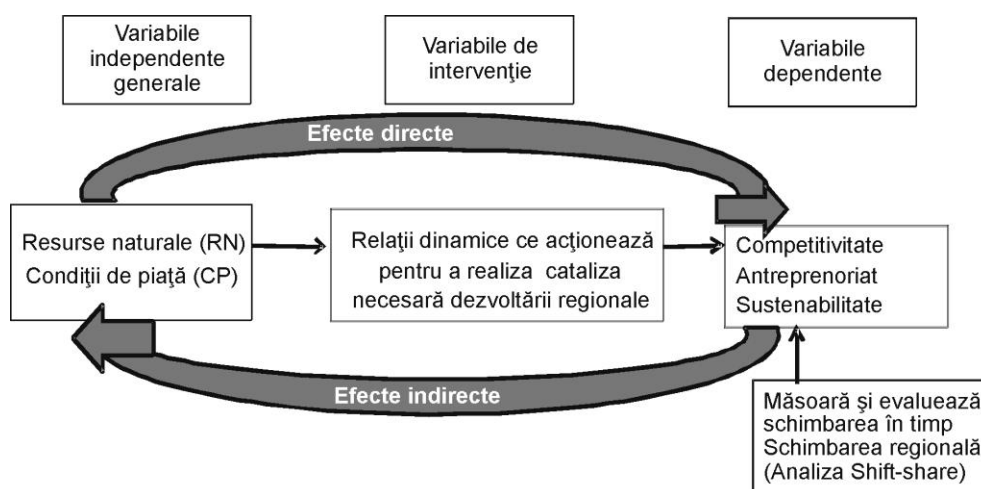 Variabile
independente
generale
Variabile de
intervenţie
Variabile
dependente
Efecte directe
Resurse naturale (RN)
Condiţii de piaţă (CP)
Relaţii dinamice ce acţionează
pentru a realiza cataliza
necesară dezvoltării regionale
Competitivitate
Antreprenoriat
Sustenabilitate
Efecte indirecte
Măsoară şi evaluează
schimbarea în timp
Schimbarea regională
(Analiza Shift-share)